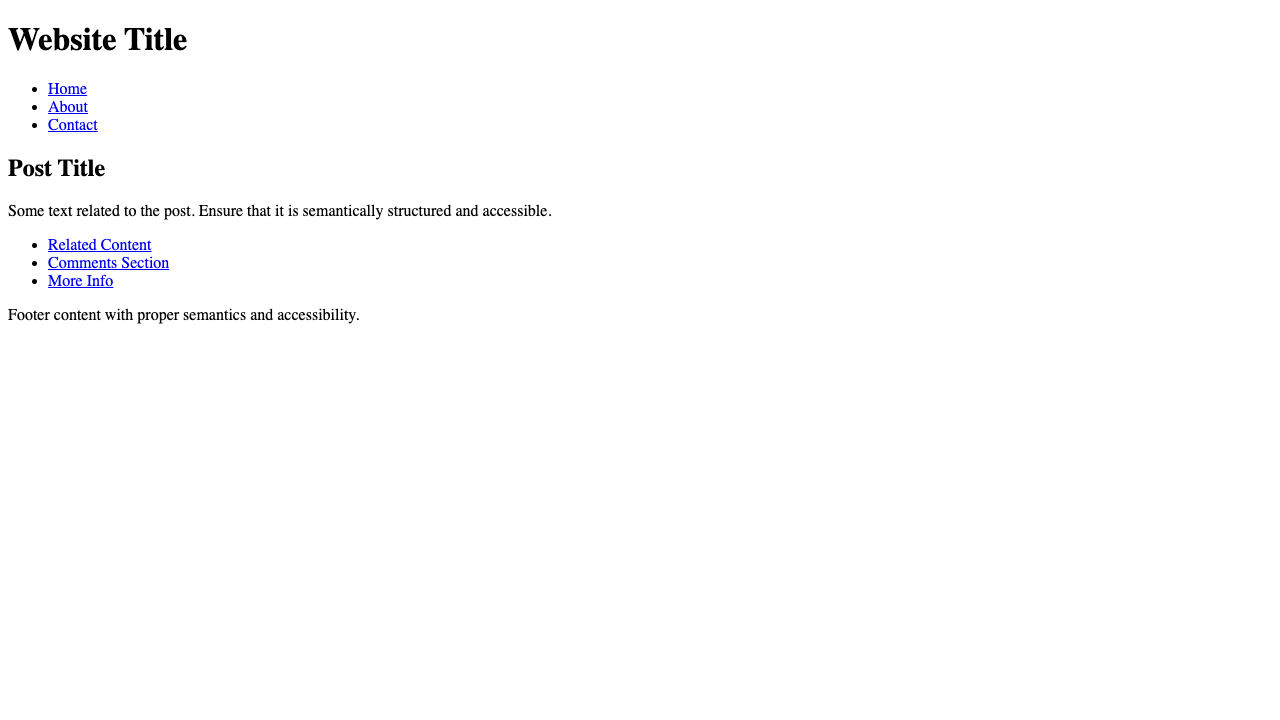 Website Title
Home
About
Contact
Post Title
Some text related to the post. Ensure that it is semantically structured and accessible.
Related Content
Comments Section
More Info
Footer content with proper semantics and accessibility.